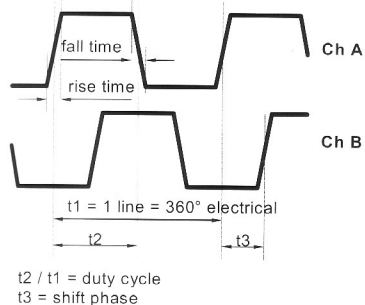 fall time
Ch A
rise time
Ch B
t1 = 1 line = 360° electrical
t2
t3
t2 / t1 = duty cycle
t3 = shift phase